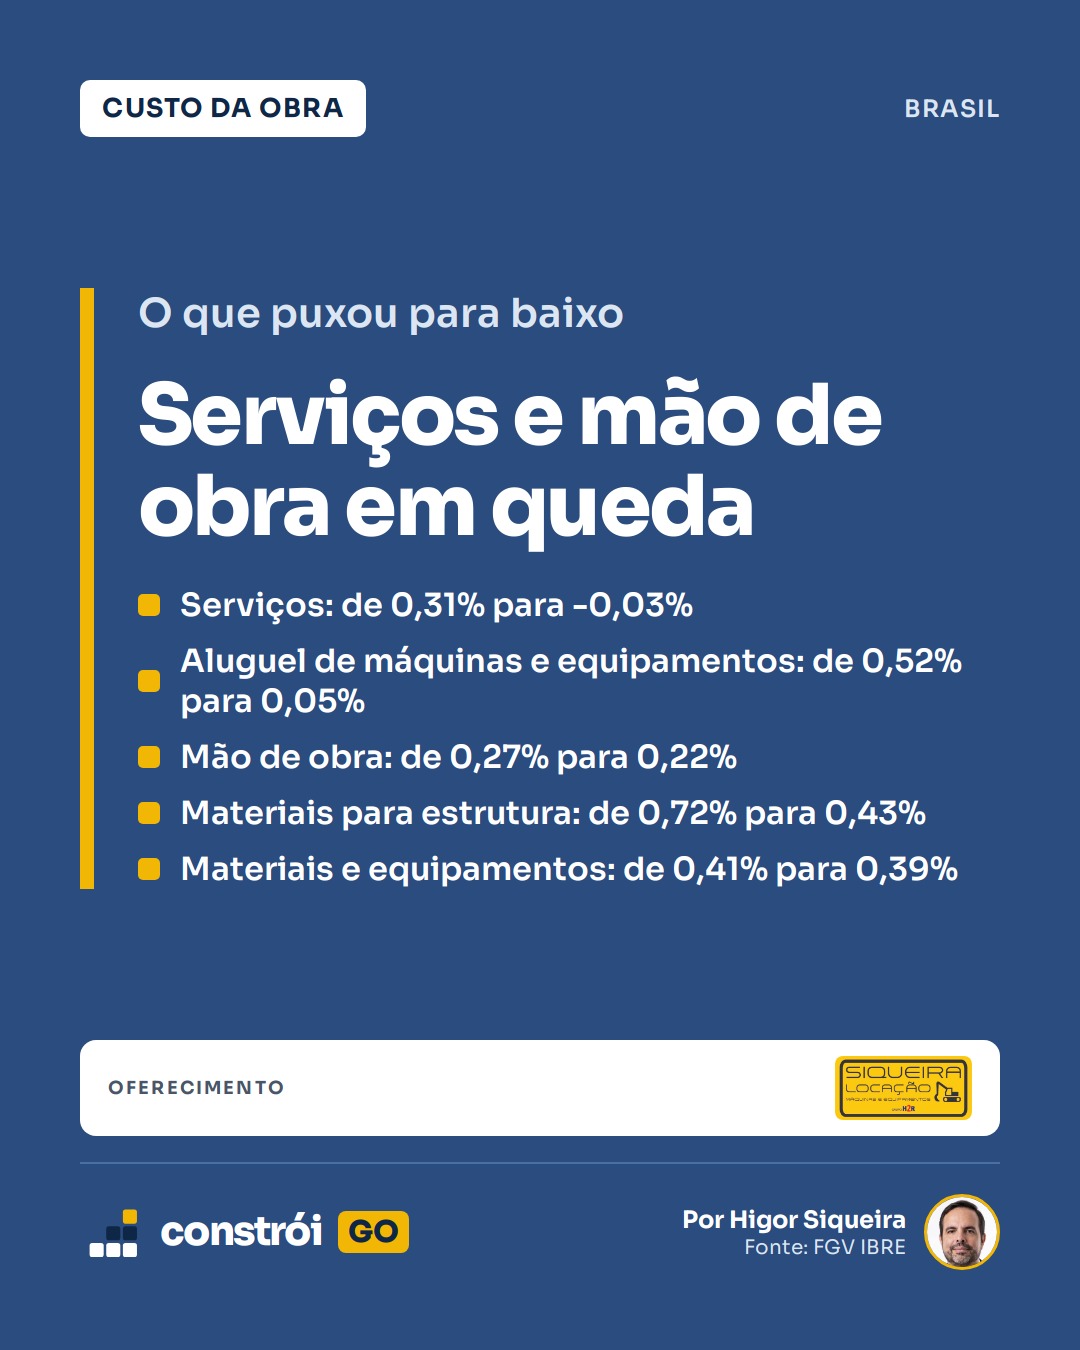 CUSTO DA OBRA
BRASIL
O que puxou para baixo
Serviços e mão de
obra em queda
Serviços: de 0,31% para -0,03%
Aluguel de máquinas e equipamentos: de 0,52%
para 0,05%
Mão de obra: de 0,27% para 0,22%
Materiais para estrutura: de 0,72% para 0,43%
Materiais e equipamentos: de 0,41% para 0,39%
OFERECIMENTO
SIQUEIRA
LOCAÇÃO
MÁQUINAS E EQUIPAMENTOS
constrói GO
Por Higor Siqueira
Fonte: FGV IBRE